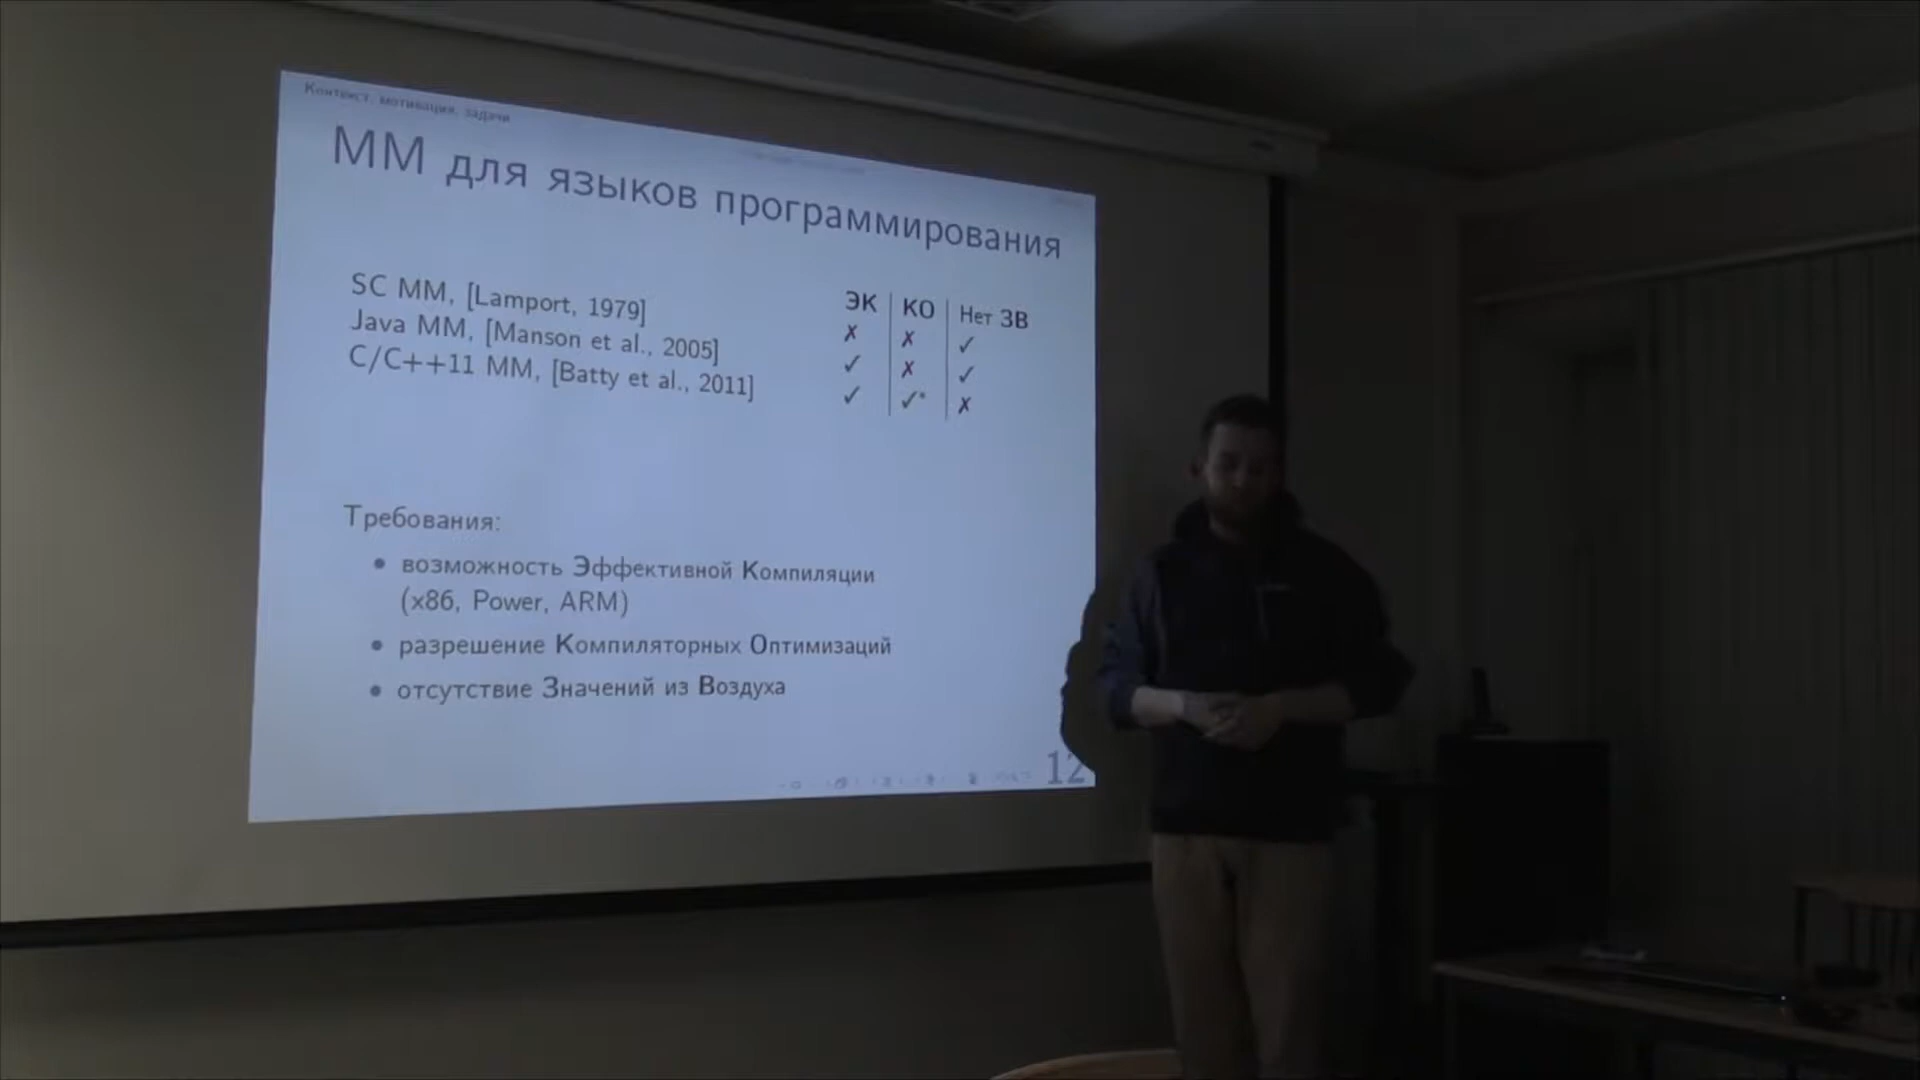 Контекст, мотивация, задачи
ММ для языков программирования
ЭК КО Нет ЗВ
SC MM, [Lamport, 1979] ✗ ✗ ✓
Java MM, [Manson et al., 2005] ✓ ✗ ✓
C/C++11 MM, [Batty et al., 2011] ✓ ✓* ✗
Требования:
• возможность Эффективной Компиляции
(x86, Power, ARM)
• разрешение Компиляторных Оптимизаций
• отсутствие Значений из Воздуха
12